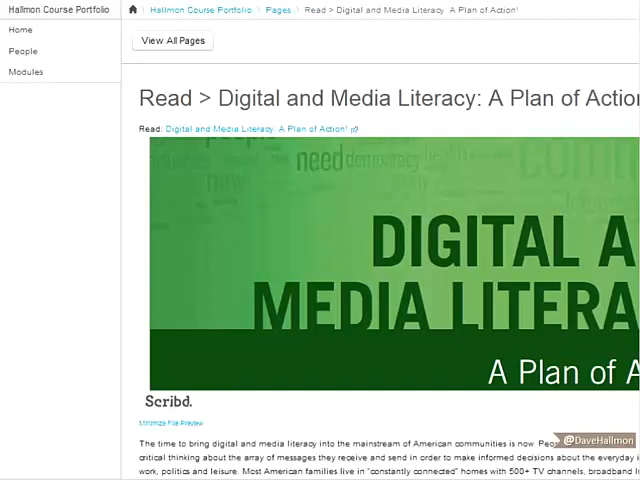 Hallmon Course Portfolio
Hallmon Course Portfolio Pages Read > Digital and Media Literacy: A Plan of Action'
Home
People
Modules
View All Pages
Read > Digital and Media Literacy: A Plan of Actio
Read: Digital and Media Literacy: A Plan of Action'
need democracy
new
comm
DIGITAL A
MEDIA LITERA
A Plan of A
Scribd.
Minimize File Preview
The time to bring digital and media literacy into the mainstream of American communities is now. Peop
@DaveHallmon
critical thinking about the array of messages they receive and send in order to make informed decisions about the everyday i
work, politics and leisure. Most American families live in "constantly connected" homes with 500+ TV channels, broadband I